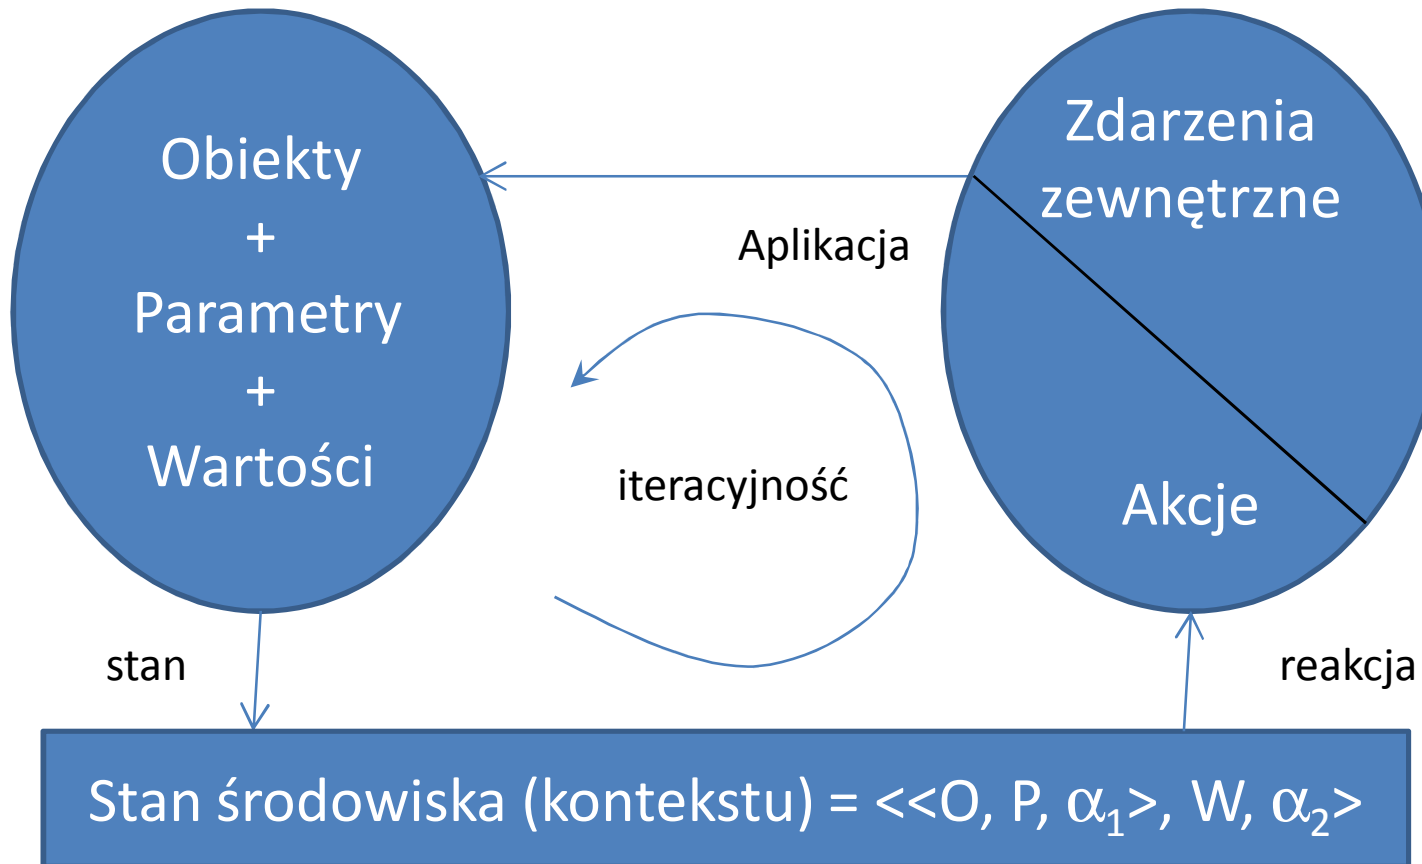 Obiekty
+
Parametry
+
Wartości
Zdarzenia
zewnętrzne
Akcje
Aplikacja
iteracyjność
stan
reakcja
Stan środowiska (kontekstu) = <<O, P, α₁>, W, α₂>